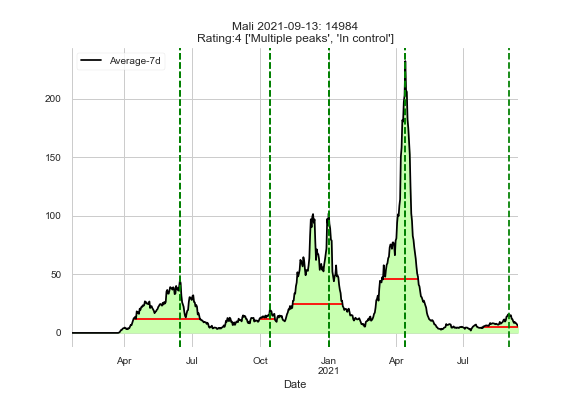 Mali 2021-09-13: 14984
Rating:4 ['Multiple peaks', 'In control']
Average-7d
200
150
100
50
0
Apr Jul Oct Jan Apr Jul
2021
Date